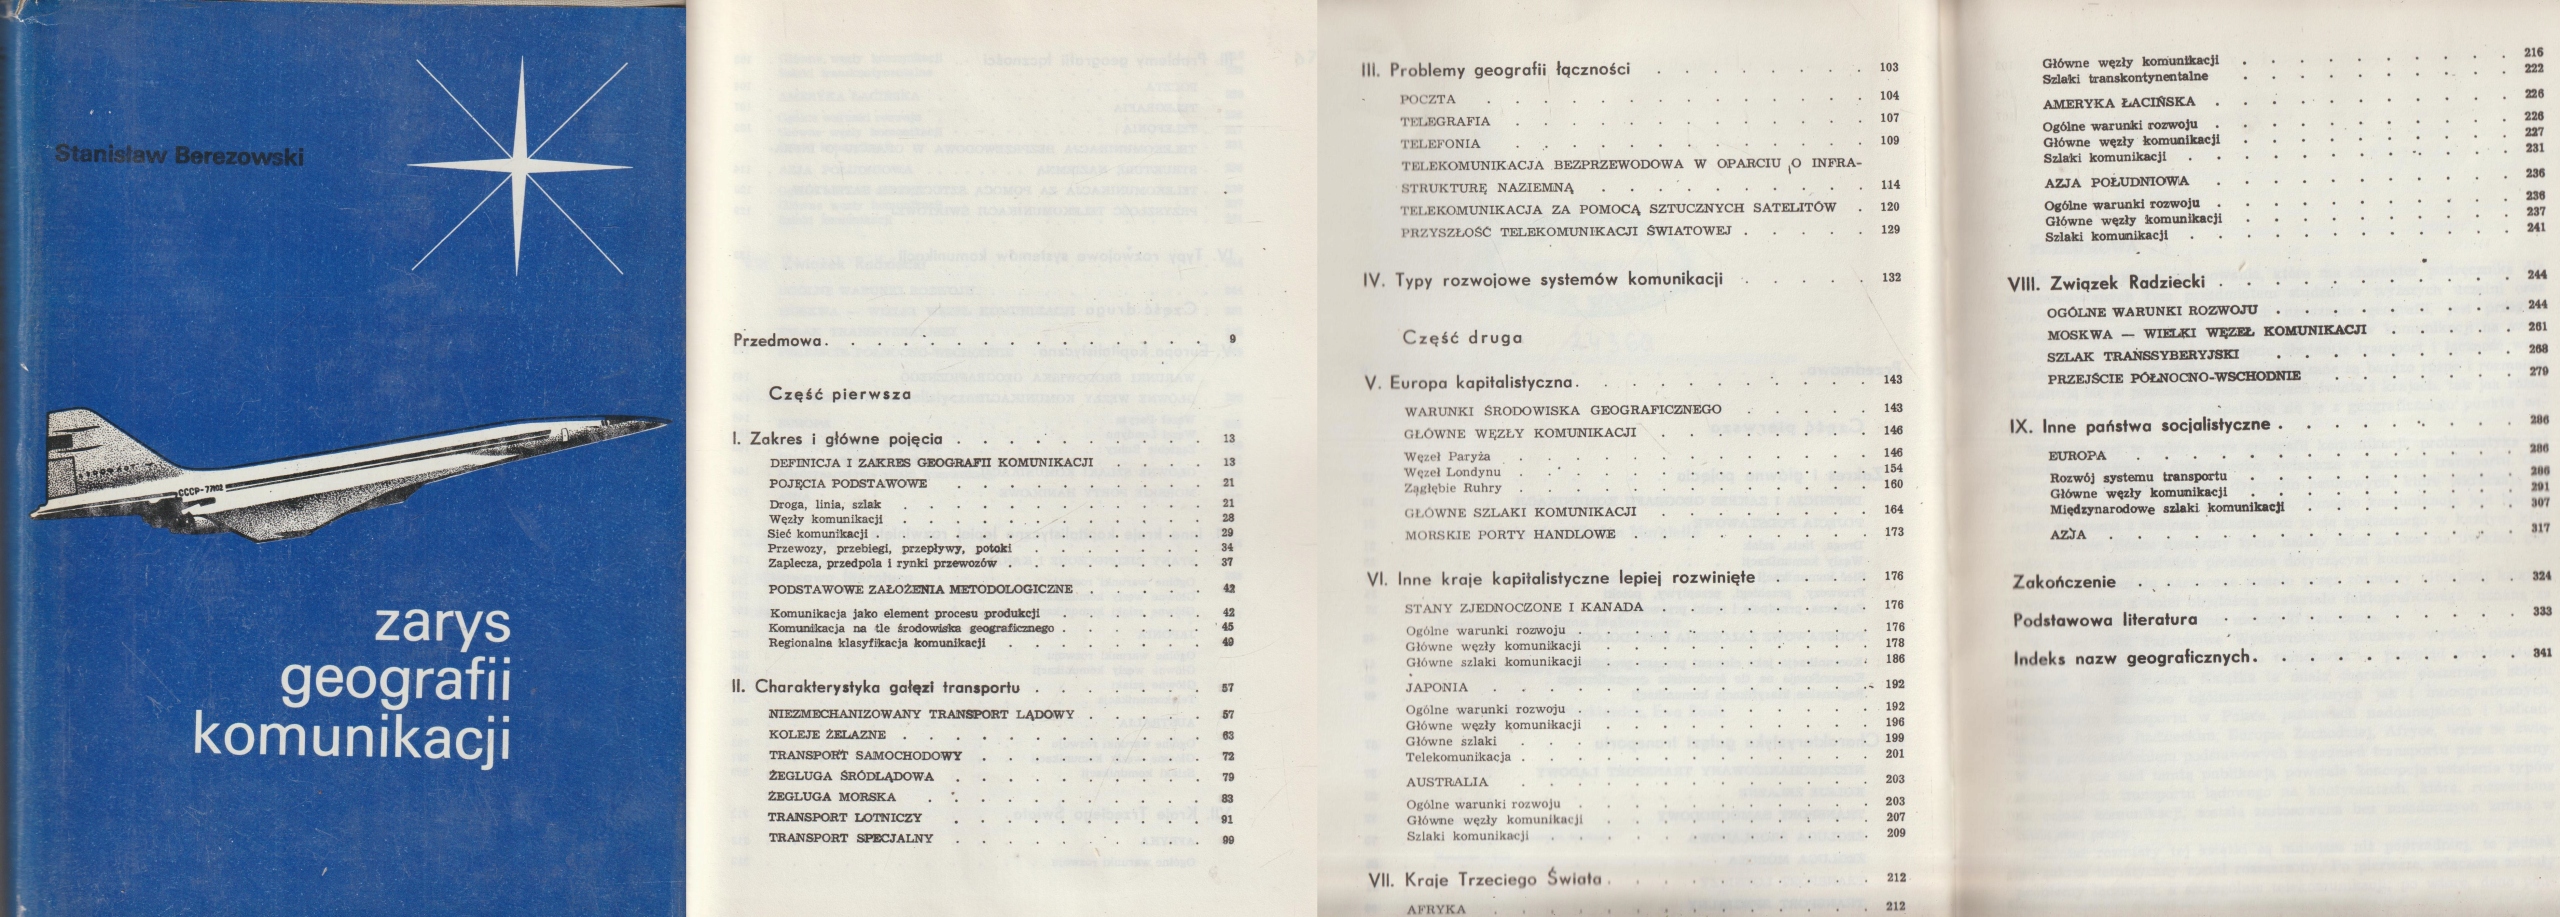 Stanisław Berezowski
CCCP-77102
zarys
geografii
komunikacji
Przedmowa . . . . . . . . . . . . . . . 9
Część pierwsza
I. Zakres i główne pojęcia . . . . . . . . . . 13
DEFINICJA I ZAKRES GEOGRAFII KOMUNIKACJI . . . . 13
POJĘCIA PODSTAWOWE . . . . . . . . . . 21
Droga, linia, szlak . . . . . . . . . . . . 21
Węzły komunikacji . . . . . . . . . . . . 28
Sieć komunikacji . . . . . . . . . . . . . 29
Przewozy, przebiegi, przepływy, potoki . . . . . . . 34
Zaplecza, przedpola i rynki przewozów . . . . . . . . 37
PODSTAWOWE ZAŁOŻENIA METODOLOGICZNE . . . . . 42
Komunikacja jako element procesu produkcji . . . . . . 42
Komunikacja na tle środowiska geograficznego . . . . . . 45
Regionalna klasyfikacja komunikacji . . . . . . . . 49
II. Charakterystyka gałęzi transportu . . . . . . . 57
NIEZMECHANIZOWANY TRANSPORT LĄDOWY . . . . . 57
KOLEJE ŻELAZNE . . . . . . . . . . . . 63
TRANSPORT SAMOCHODOWY . . . . . . . . . 72
ŻEGLUGA ŚRÓDLĄDOWA . . . . . . . . . . 79
ŻEGLUGA MORSKA . . . . . . . . . . . 83
TRANSPORT LOTNICZY . . . . . . . . . . 91
TRANSPORT SPECJALNY . . . . . . . . . . 99
III. Problemy geografii łączności . . . . . . . . 103
POCZTA . . . . . . . . . . . . . . 104
TELEGRAFIA . . . . . . . . . . . . . 107
TELEFONIA . . . . . . . . . . . . . 109
TELEKOMUNIKACJA BEZPRZEWODOWA W OPARCIU O INFRA-
STRUKTURĘ NAZIEMNĄ . . . . . . . . . . 114
TELEKOMUNIKACJA ZA POMOCĄ SZTUCZNYCH SATELITÓW . 120
PRZYSZŁOŚĆ TELEKOMUNIKACJI ŚWIATOWEJ . . . . . 129
IV. Typy rozwojowe systemów komunikacji . . . . . 132
Część druga
V. Europa kapitalistyczna . . . . . . . . . . . 143
WARUNKI ŚRODOWISKA GEOGRAFICZNEGO . . . . . 143
GŁÓWNE WĘZŁY KOMUNIKACJI . . . . . . . . 146
Węzeł Paryża . . . . . . . . . . . . . 146
Węzeł Londynu . . . . . . . . . . . . . 154
Zagłębie Ruhry . . . . . . . . . . . . . 160
GŁÓWNE SZLAKI KOMUNIKACJI . . . . . . . . 164
MORSKIE PORTY HANDLOWE . . . . . . . . . 173
VI. Inne kraje kapitalistyczne lepiej rozwinięte . . . . 176
STANY ZJEDNOCZONE I KANADA . . . . . . . . 176
Ogólne warunki rozwoju . . . . . . . . . . . 176
Główne węzły komunikacji . . . . . . . . . . 178
Główne szlaki komunikacji . . . . . . . . . . 186
JAPONIA . . . . . . . . . . . . . . 192
Ogólne warunki rozwoju . . . . . . . . . . . 192
Główne węzły komunikacji . . . . . . . . . . 196
Główne szlaki . . . . . . . . . . . . . 199
Telekomunikacja . . . . . . . . . . . . . 201
AUSTRALIA . . . . . . . . . . . . . 203
Ogólne warunki rozwoju . . . . . . . . . . . 203
Główne węzły komunikacji . . . . . . . . . . 207
Szlaki komunikacji . . . . . . . . . . . . 209
VII. Kraje Trzeciego Świata . . . . . . . . . . 212
AFRYKA . . . . . . . . . . . . . . 212
216
Główne węzły komunikacji . . . . . . . . . .
Szlaki transkontynentalne . . . . . . . . . . 222
AMERYKA ŁACIŃSKA . . . . . . . . . . . 226
Ogólne warunki rozwoju . . . . . . . . . . . 226
Główne węzły komunikacji . . . . . . . . . . 227
Szlaki komunikacji . . . . . . . . . . . . 231
AZJA POŁUDNIOWA . . . . . . . . . . . 236
Ogólne warunki rozwoju . . . . . . . . . . . 236
Główne węzły komunikacji . . . . . . . . . . 237
Szlaki komunikacji . . . . . . . . . . . . 241
VIII. Związek Radziecki . . . . . . . . . . . 244
OGÓLNE WARUNKI ROZWOJU . . . . . . . . . 244
MOSKWA — WIELKI WĘZEŁ KOMUNIKACJI . . . . . 261
SZLAK TRANSSYBERYJSKI . . . . . . . . . 268
PRZEJŚCIE PÓŁNOCNO-WSCHODNIE . . . . . . . 279
IX. Inne państwa socjalistyczne . . . . . . . . . 286
EUROPA . . . . . . . . . . . . . . 286
Rozwój systemu transportu . . . . . . . . . . 286
Główne węzły komunikacji . . . . . . . . . . 291
Międzynarodowe szlaki komunikacji . . . . . . . . 307
AZJA . . . . . . . . . . . . . . . 317
Zakończenie . . . . . . . . . . . . . . 324
Podstawowa literatura . . . . . . . . . . . 333
Indeks nazw geograficznych . . . . . . . . . . 341